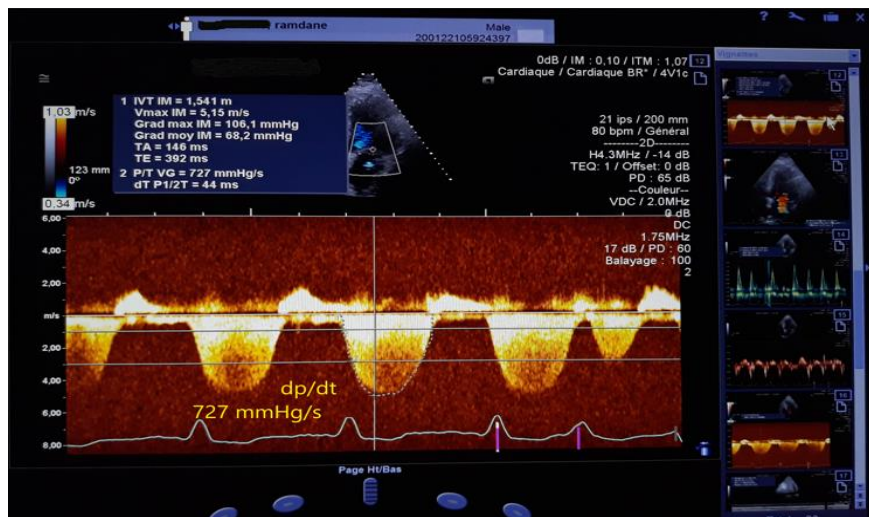 ramdane
Male
200122105924397
? X
0dB / IM : 0,10 / ITM : 1,07
Cardiaque / Cardiaque BR° / 4V1c
12
Vignettes
1 IVT IM = 1,541 m
Vmax IM = 5,15 m/s
Grad max IM = 106,1 mmHg
Grad moy IM = 68,2 mmHg
TA = 146 ms
TE = 392 ms
2 P/T VG = 727 mmHg/s
dT P1/2T = 44 ms
1,03 m/s
123 mm
0°
0.34 m/s
21 ips / 200 mm
80 bpm / Général
--------2D-------
H4.3MHz / -14 dB
TEQ: 1 / Offset: 0 dB
PD : 65 dB
--Couleur--
VDC / 2.0MHz
0 dB
DC
1.75MHz
17 dB / PD : 60
Balayage : 100
2
6,00
4,00
2,00
m/s
2,00
4,00
6,00
8,00
dp/dt
727 mmHg/s
Page Ht/Bas
12
13
14
15
16
17